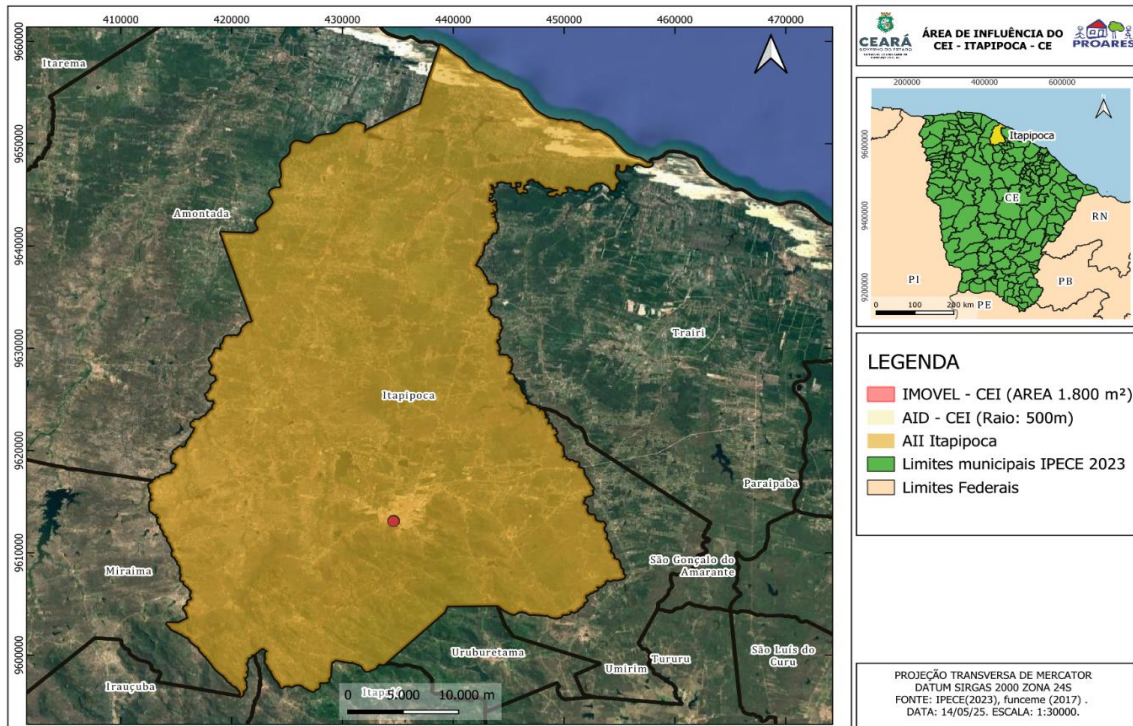 410000 420000 430000 440000 450000 460000 470000
9660000
9650000
9640000
9630000
9620000
9610000
9600000
Itarema
Amontada
Itapipoca
Trairi
Paraipaba
São Gonçalo do
Amarante
Miraíma
Uruburetama
Umirim
Tururu
São Luís do
Curu
Irauçuba
0 5.000 10.000 m
CEARÁ
GOVERNO DO ESTADO
ÁREA DE INFLUÊNCIA DO
CEI - ITAPIPOCA - CE
PROARES
200000 400000 600000
9600000
9400000
9200000
Itapipoca
CE
RN
PB
PI
PE
0 100 200 km
LEGENDA
IMOVEL - CEI (AREA 1.800 m²)
AID - CEI (Raio: 500m)
AII Itapipoca
Limites municipais IPECE 2023
Limites Federais
PROJEÇÃO TRANSVERSA DE MERCATOR
DATUM SIRGAS 2000 ZONA 24S
FONTE: IPECE(2023), funceme (2017) .
DATA: 14/05/25. ESCALA: 1:30000.